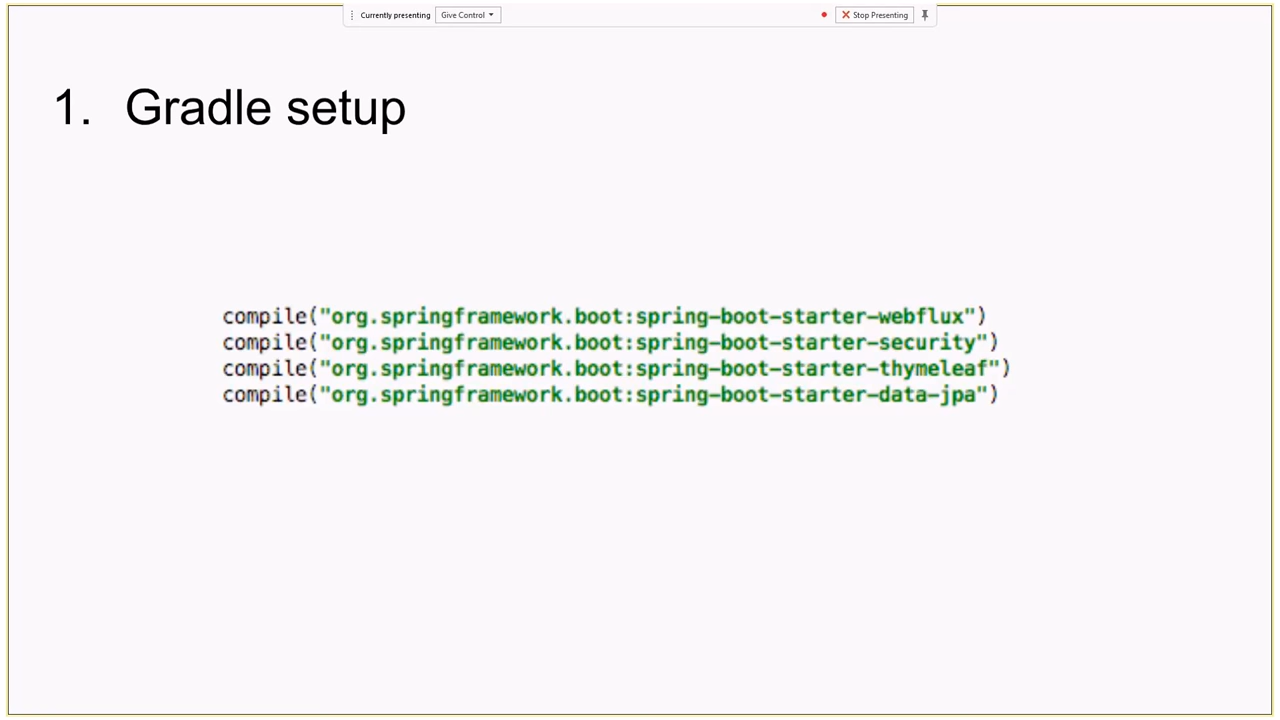 Currently presenting Give Control Stop Presenting
1. Gradle setup
compile("org.springframework.boot:spring-boot-starter-webflux")
compile("org.springframework.boot:spring-boot-starter-security")
compile("org.springframework.boot:spring-boot-starter-thymeleaf")
compile("org.springframework.boot:spring-boot-starter-data-jpa")